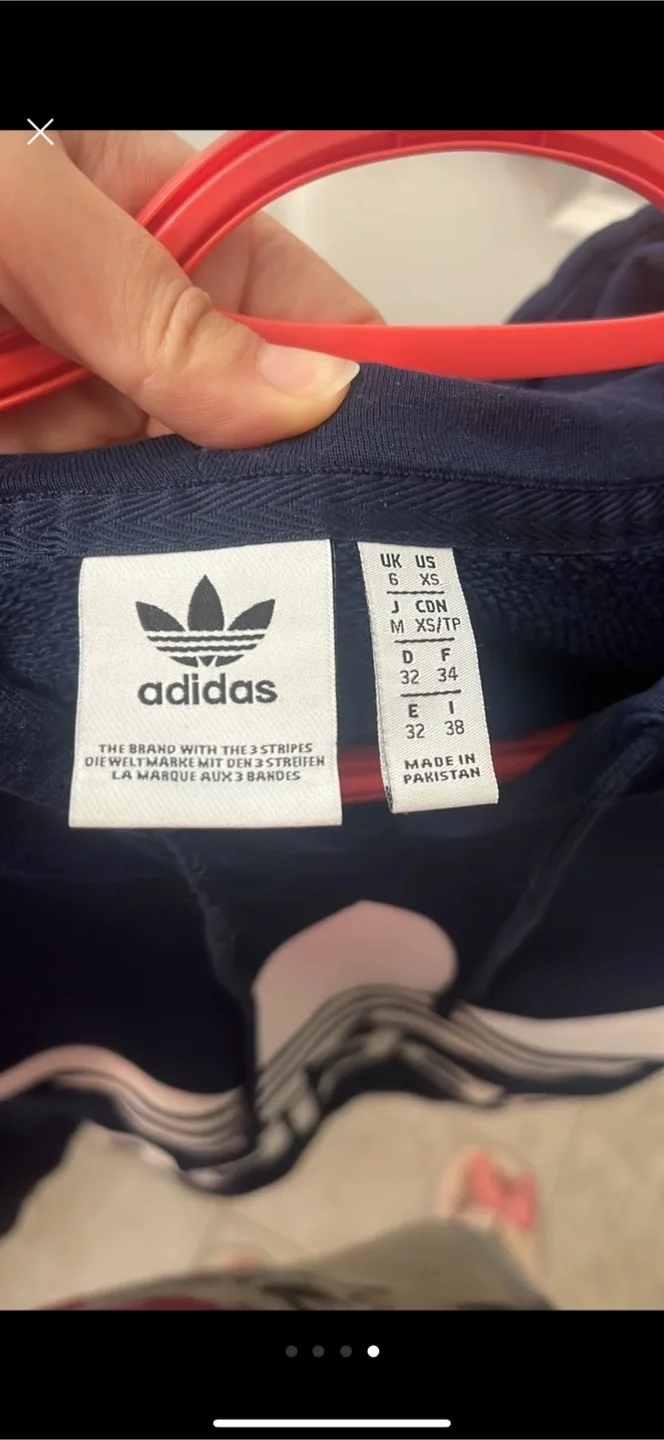 adidas
THE BRAND WITH THE 3 STRIPES
DIE WELTMARKE MIT DEN 3 STREIFEN
LA MARQUE AUX 3 BANDES
UK US
6 XS
J CDN
M XS/TP
D F
32 34
E I
32 38
MADE IN
PAKISTAN